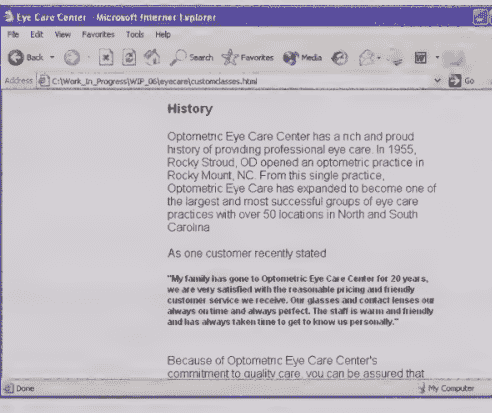 Eye Care Center - Microsoft Internet Explorer
File Edit View Favorites Tools Help
Back Search Favorites Media
Address C:\Work_In_Progress\WIP_06\eyecare\customclasses.html Go
History
Optometric Eye Care Center has a rich and proud
history of providing professional eye care. In 1955,
Rocky Stroud, OD opened an optometric practice in
Rocky Mount, NC. From this single practice,
Optometric Eye Care has expanded to become one of
the largest and most successful groups of eye care
practices with over 50 locations in North and South
Carolina
As one customer recently stated
"My family has gone to Optometric Eye Care Center for 20 years,
we are very satisfied with the reasonable pricing and friendly
customer service we receive. Our glasses and contact lenses our
always on time and always perfect. The staff is warm and friendly
and has always taken time to get to know us personally."
Because of Optometric Eye Care Center's
commitment to quality care, you can be assured that
Done My Computer